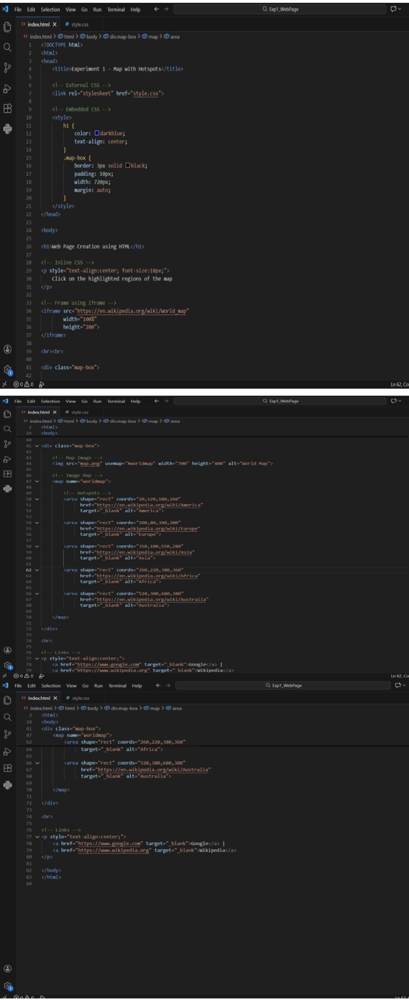 File Edit Selection View Go Run Terminal Help Exp1_WebPage
index.html # style.css
index.html > html > body > div.map-box > map > area
1 <!DOCTYPE html>
2 <html>
3 <head>
4 <title>Experiment 1 - Map with Hotspots</title>
5
6 <!-- External CSS -->
7 <link rel="stylesheet" href="style.css">
8
9 <!-- Embedded CSS -->
10 <style>
11 h1 {
12 color: darkblue;
13 text-align: center;
14 }
15 .map-box {
16 border: 3px solid black;
17 padding: 10px;
18 width: 720px;
19 margin: auto;
20 }
21 </style>
22 </head>
23
24 <body>
25
26 <h1>Web Page Creation using HTML</h1>
27
28 <!-- Inline CSS -->
29 <p style="text-align:center; font-size:18px;">
30 Click on the highlighted regions of the map
31 </p>
32
33 <!-- Frame using iframe -->
34 <iframe src="https://en.wikipedia.org/wiki/World_map"
35 width="100%"
36 height="200">
37 </iframe>
38
39 <br><br>
40
41 <div class="map-box">
42
1
0 0 Ln 62, Co
File Edit Selection View Go Run Terminal Help Exp1_WebPage
index.html # style.css
index.html > html > body > div.map-box > map > area
2 <html>
24 <body>
40
41 <div class="map-box">
42
43 <!-- Map Image -->
44 <img src="map.png" usemap="#worldmap" width="700" height="400" alt="World Map">
45
46 <!-- Image Map -->
47 <map name="worldmap">
48
49 <!-- Hotspots -->
50 <area shape="rect" coords="20,120,180,260"
51 href="https://en.wikipedia.org/wiki/America"
52 target="_blank" alt="America">
53
54 <area shape="rect" coords="200,80,340,200"
55 href="https://en.wikipedia.org/wiki/Europe"
56 target="_blank" alt="Europe">
57
58 <area shape="rect" coords="350,100,550,280"
59 href="https://en.wikipedia.org/wiki/Asia"
60 target="_blank" alt="Asia">
61
62 <area shape="rect" coords="260,220,380,360"
63 href="https://en.wikipedia.org/wiki/Africa"
64 target="_blank" alt="Africa">
65
66 <area shape="rect" coords="520,300,680,380"
67 href="https://en.wikipedia.org/wiki/Australia"
68 target="_blank" alt="Australia">
69
70 </map>
71
72 </div>
73
74 <br>
75
76 <!-- Links -->
77 <p style="text-align:center;">
78 <a href="https://www.google.com" target="_blank">Google</a> |
79 <a href="https://www.wikipedia.org" target="_blank">Wikipedia</a>
1
0 0 Ln 62, Co
File Edit Selection View Go Run Terminal Help Exp1_WebPage
index.html # style.css
index.html > html > body > div.map-box > map > area
2 <html>
24 <body>
41 <div class="map-box">
47 <map name="worldmap">
62 <area shape="rect" coords="260,220,380,360"
64 target="_blank" alt="Africa">
65
66 <area shape="rect" coords="520,300,680,380"
67 href="https://en.wikipedia.org/wiki/Australia"
68 target="_blank" alt="Australia">
69
70 </map>
71
72 </div>
73
74 <br>
75
76 <!-- Links -->
77 <p style="text-align:center;">
78 <a href="https://www.google.com" target="_blank">Google</a> |
79 <a href="https://www.wikipedia.org" target="_blank">Wikipedia</a>
80 </p>
81
82 </body>
83 </html>
84
1
0 0 Ln 62,